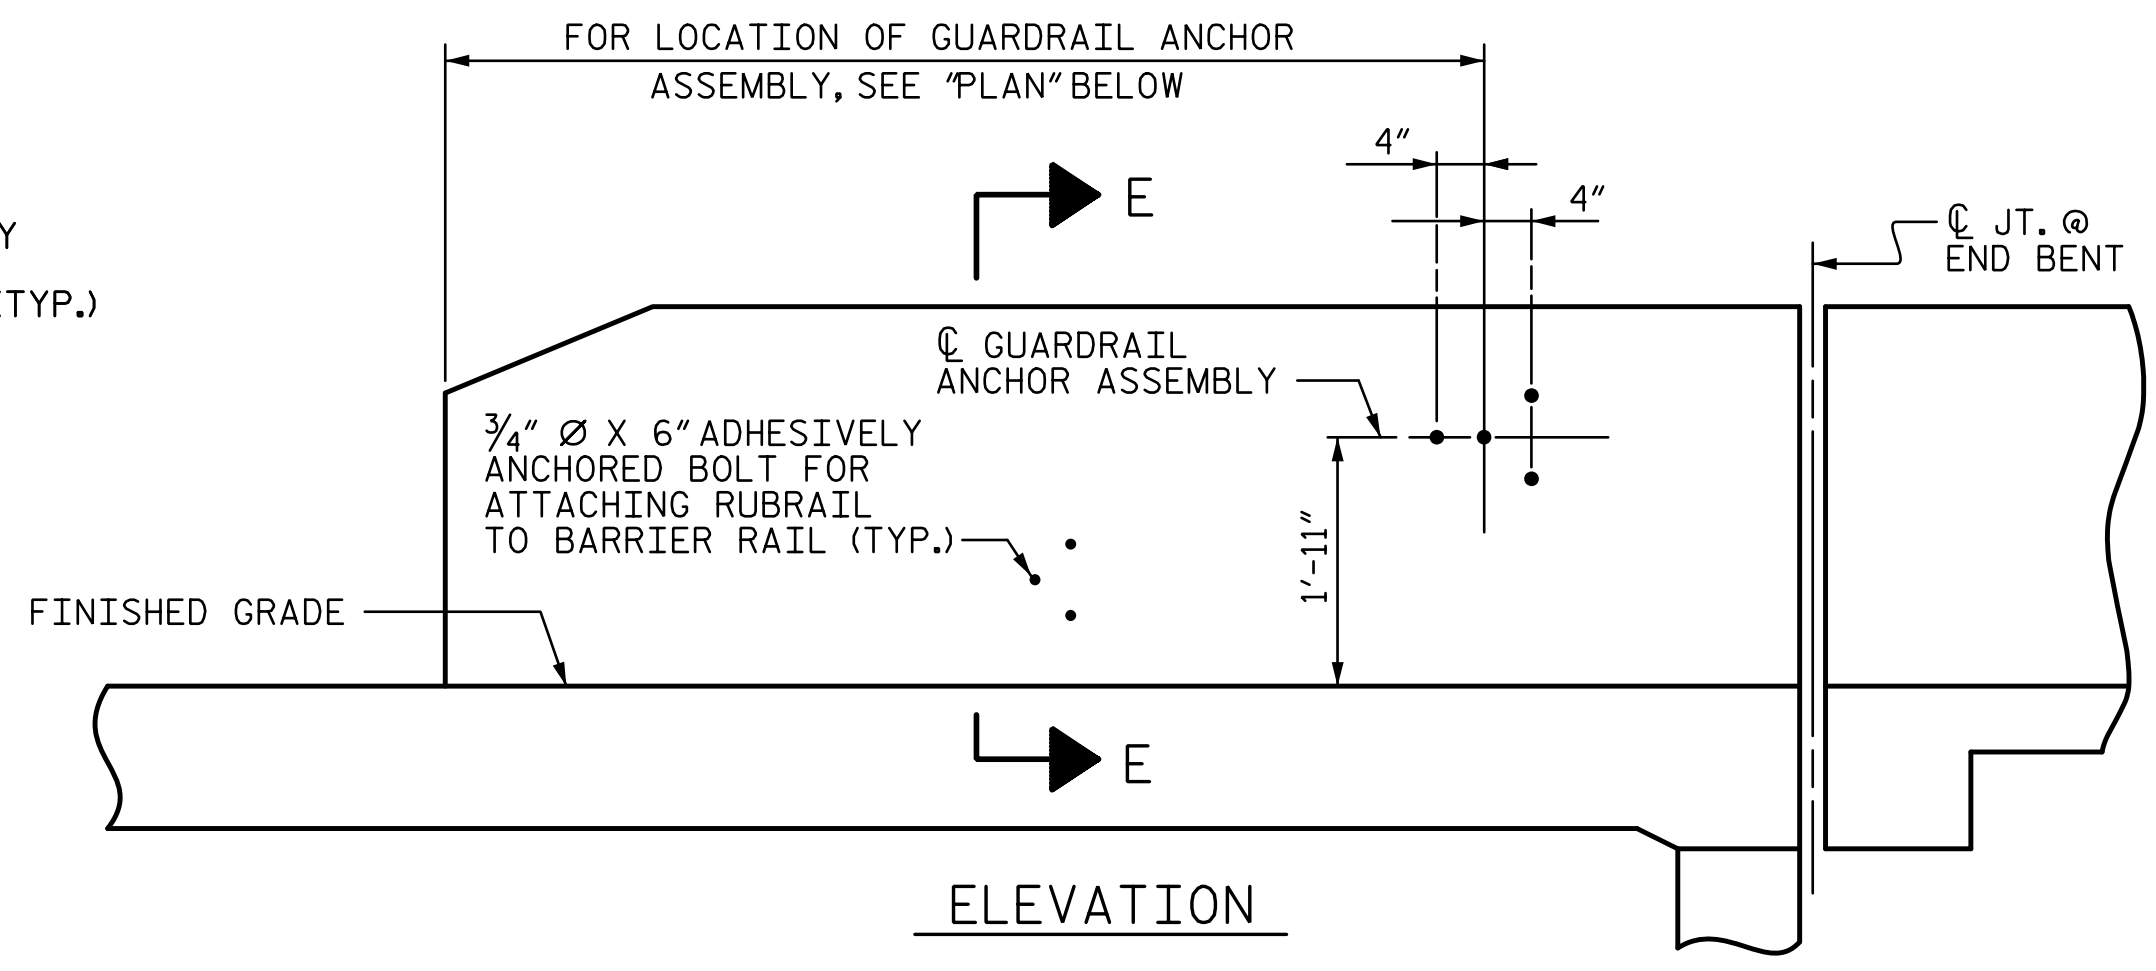 FOR LOCATION OF GUARDRAIL ANCHOR
ASSEMBLY, SEE "PLAN" BELOW
4"
4"
E
Y
TYP.)
℄ JT. @
END BENT
℄ GUARDRAIL
ANCHOR ASSEMBLY
3/4" Ø X 6" ADHESIVELY
ANCHORED BOLT FOR
ATTACHING RUBRAIL
TO BARRIER RAIL (TYP.)
1'-11"
FINISHED GRADE
E
ELEVATION